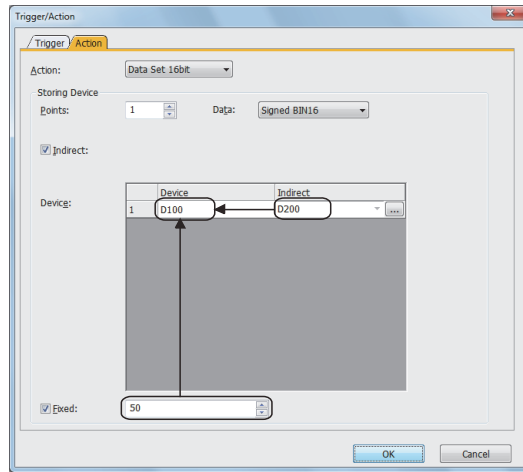 Trigger/Action
Trigger Action
Action: Data Set 16bit
Storing Device
Points: 1 Data: Signed BIN16
Indirect:
Device:
Device Indirect
1 D100 D200 ...
Fixed: 50
OK Cancel